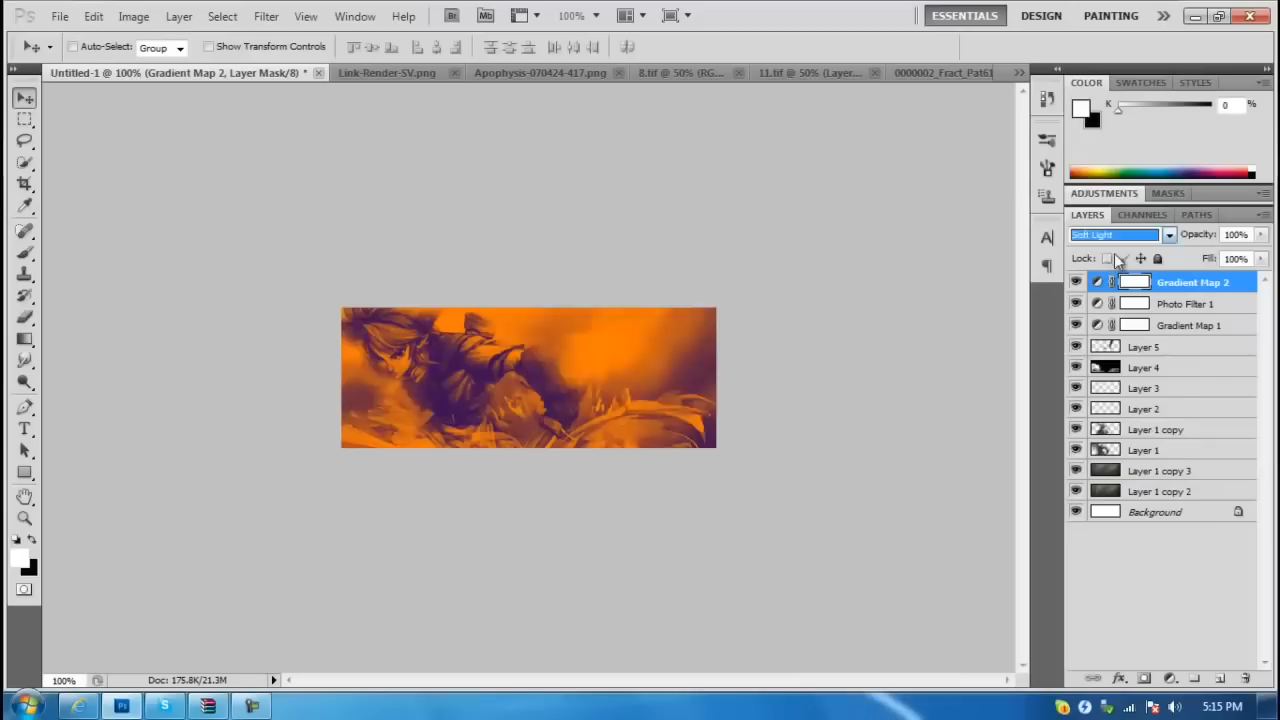 Ps File Edit Image Layer Select Filter View Window Help Br Mb 100% ESSENTIALS DESIGN PAINTING
Auto-Select: Group Show Transform Controls
Untitled-1 @ 100% (Gradient Map 2, Layer Mask/8) * Link-Render-SV.png Apophysis-070424-417.png 8.tif @ 50% (RG... 11.tif @ 50% (Layer... 0000002_Fract_Pat61
COLOR SWATCHES STYLES
K 0 %
ADJUSTMENTS MASKS
LAYERS CHANNELS PATHS
Soft Light Opacity: 100%
Lock: Fill: 100%
Gradient Map 2
Photo Filter 1
Gradient Map 1
Layer 5
Layer 4
Layer 3
Layer 2
Layer 1 copy
Layer 1
Layer 1 copy 3
Layer 1 copy 2
Background
100% Doc: 175.8K/21.3M
5:15 PM